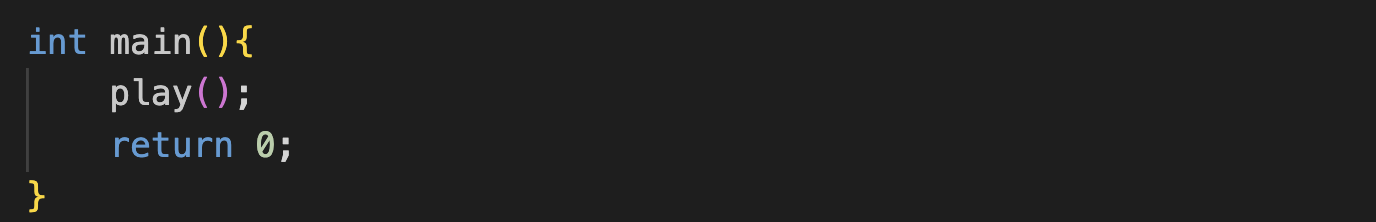 int main(){
    play();
    return 0;
}